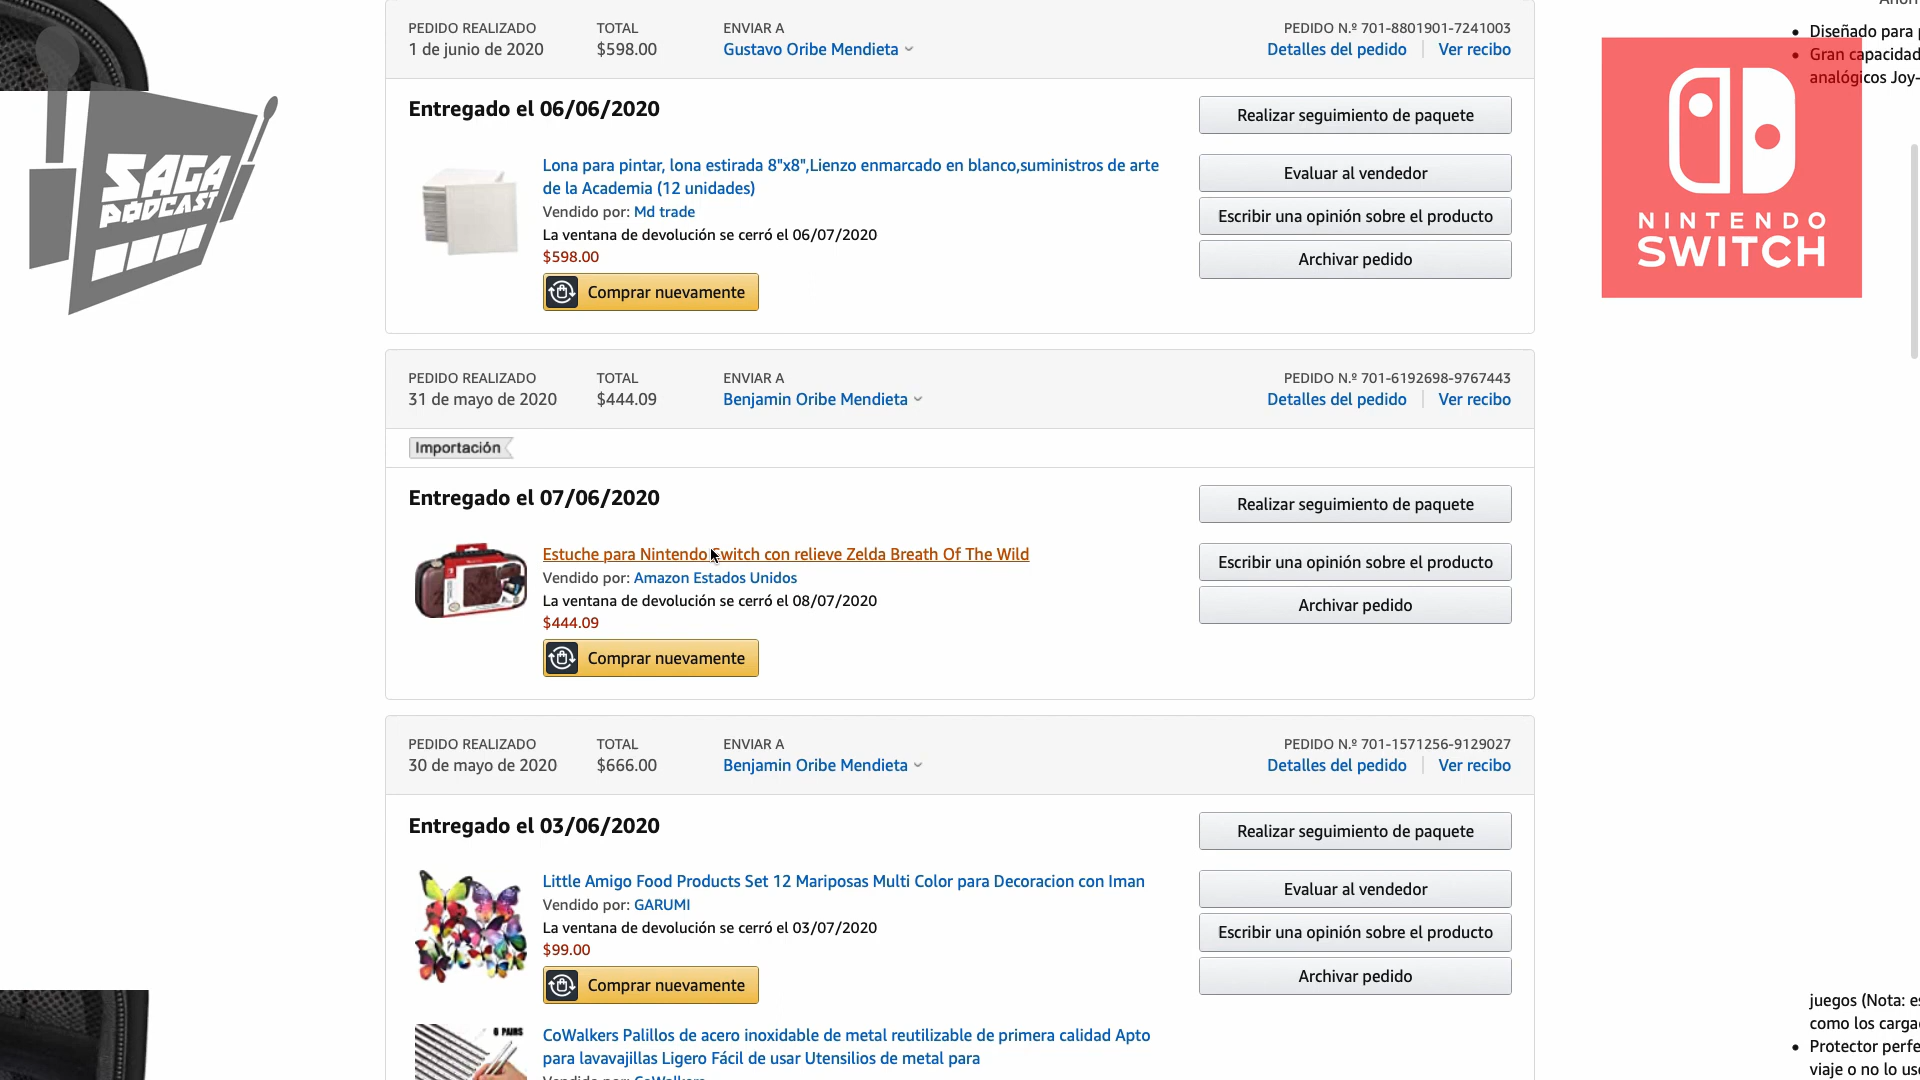 PEDIDO REALIZADO TOTAL ENVIAR A PEDIDO N.º 701-8801901-7241003
1 de junio de 2020 $598.00 Gustavo Oribe Mendieta Detalles del pedido Ver recibo
Entregado el 06/06/2020
Realizar seguimiento de paquete
Lona para pintar, lona estirada 8"x8",Lienzo enmarcado en blanco,suministros de arte
de la Academia (12 unidades)
Vendido por: Md trade
La ventana de devolución se cerró el 06/07/2020
$598.00
Comprar nuevamente
Evaluar al vendedor
Escribir una opinión sobre el producto
Archivar pedido
PEDIDO REALIZADO TOTAL ENVIAR A PEDIDO N.º 701-6192698-9767443
31 de mayo de 2020 $444.09 Benjamin Oribe Mendieta Detalles del pedido Ver recibo
Importación
Entregado el 07/06/2020
Realizar seguimiento de paquete
Estuche para Nintendo Switch con relieve Zelda Breath Of The Wild
Vendido por: Amazon Estados Unidos
La ventana de devolución se cerró el 08/07/2020
$444.09
Comprar nuevamente
Escribir una opinión sobre el producto
Archivar pedido
PEDIDO REALIZADO TOTAL ENVIAR A PEDIDO N.º 701-1571256-9129027
30 de mayo de 2020 $666.00 Benjamin Oribe Mendieta Detalles del pedido Ver recibo
Entregado el 03/06/2020
Realizar seguimiento de paquete
Little Amigo Food Products Set 12 Mariposas Multi Color para Decoracion con Iman
Vendido por: GARUMI
La ventana de devolución se cerró el 03/07/2020
$99.00
Comprar nuevamente
Evaluar al vendedor
Escribir una opinión sobre el producto
Archivar pedido
6 PAIRS
CoWalkers Palillos de acero inoxidable de metal reutilizable de primera calidad Apto
para lavavajillas Ligero Fácil de usar Utensilios de metal para
Vendido por: CoWalkers
SAGA
PODCAST
Diseñado para
Gran capacidad
analógicos Joy-
NINTENDO
SWITCH
juegos (Nota:
como los
Protector
viaje o no lo